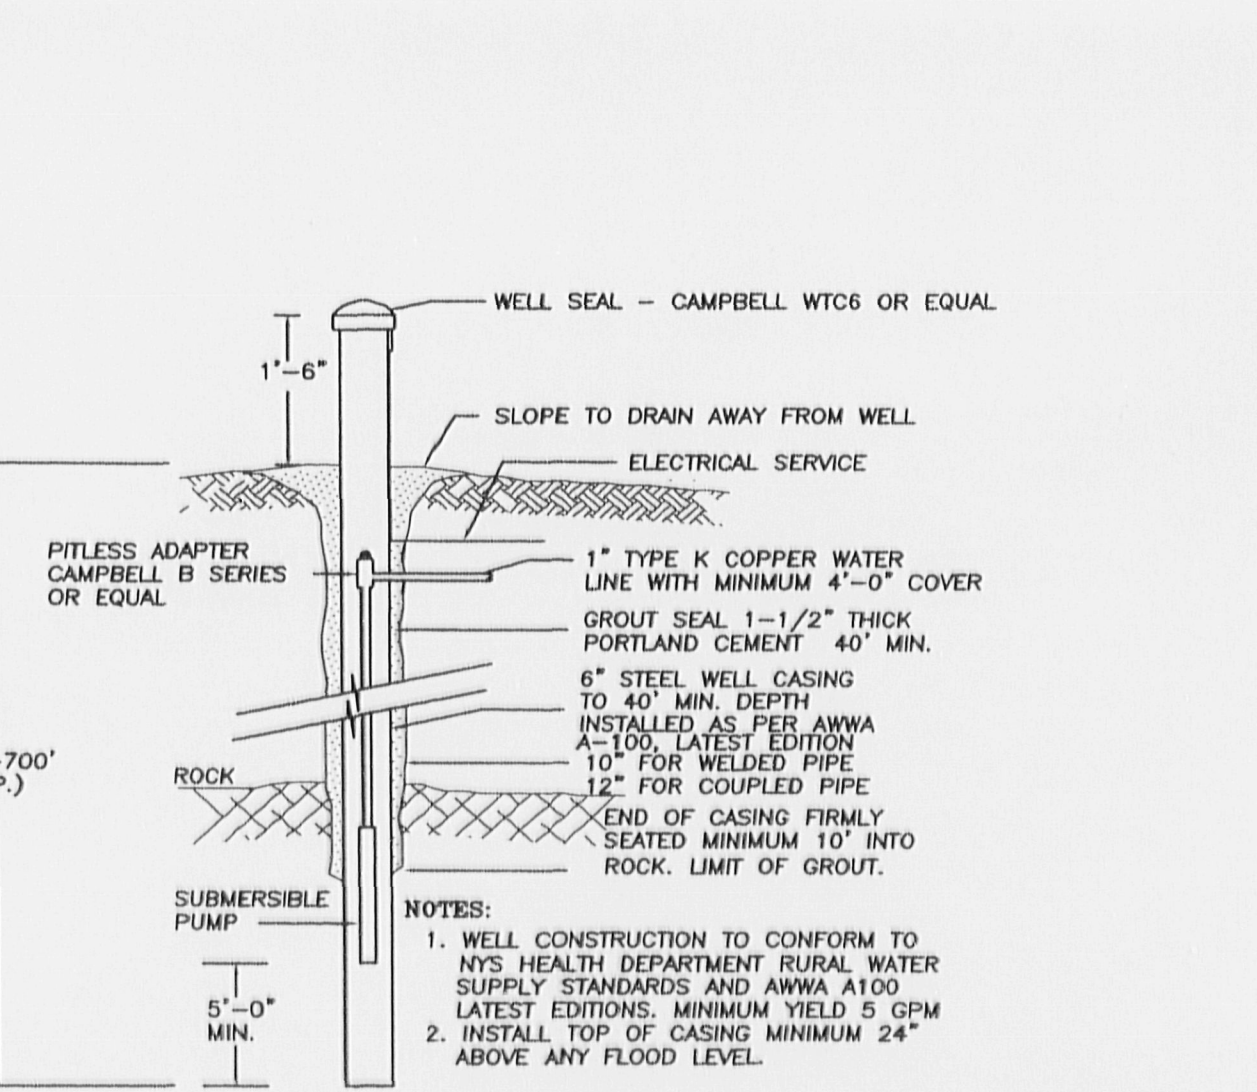 WELL SEAL – CAMPBELL WTC6 OR EQUAL
1'–6"
SLOPE TO DRAIN AWAY FROM WELL
ELECTRICAL SERVICE
PITLESS ADAPTER
CAMPBELL B SERIES
OR EQUAL
1" TYPE K COPPER WATER
LINE WITH MINIMUM 4'–0" COVER
GROUT SEAL 1–1/2" THICK
PORTLAND CEMENT 40' MIN.
6" STEEL WELL CASING
TO 40' MIN. DEPTH
INSTALLED AS PER AWWA
A–100, LATEST EDITION
10" FOR WELDED PIPE
12" FOR COUPLED PIPE
-700'
P.)
ROCK
END OF CASING FIRMLY
SEATED MINIMUM 10' INTO
ROCK. LIMIT OF GROUT.
SUBMERSIBLE
PUMP
5'–0"
MIN.
NOTES:
1. WELL CONSTRUCTION TO CONFORM TO
NYS HEALTH DEPARTMENT RURAL WATER
SUPPLY STANDARDS AND AWWA A100
LATEST EDITIONS. MINIMUM YIELD 5 GPM
2. INSTALL TOP OF CASING MINIMUM 24"
ABOVE ANY FLOOD LEVEL.